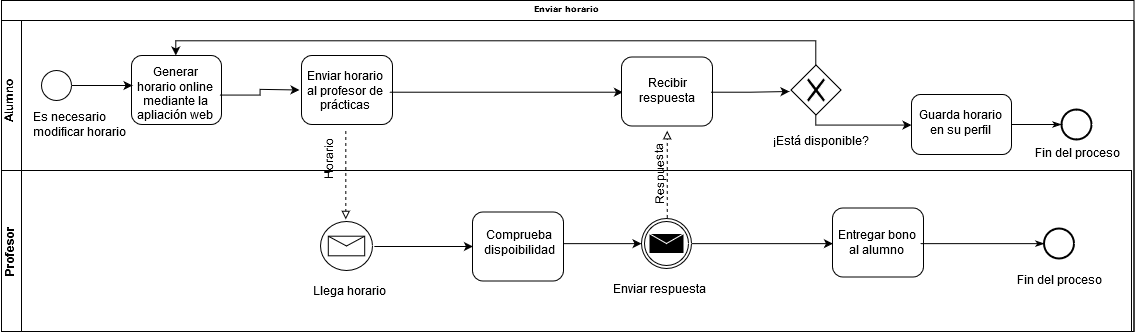 Enviar horario
Alumno
Es necesario
modificar horario
Generar
horario online
mediante la
apliación web
Enviar horario
al profesor de
prácticas
Recibir
respuesta
¡Está disponible?
Guarda horario
en su perfil
Fin del proceso
Horario
Respuesta
Profesor
Llega horario
Comprueba
dispoibilidad
Enviar respuesta
Entregar bono
al alumno
Fin del proceso